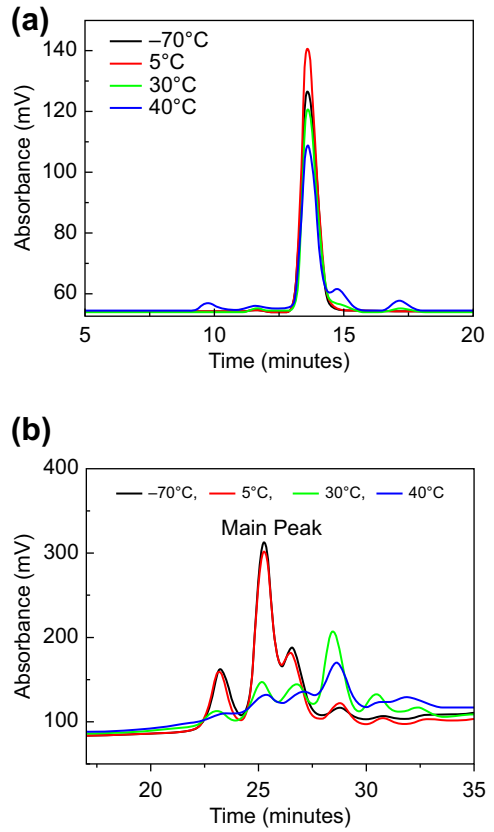 (a)
–70°C
5°C
30°C
40°C
140
120
100
80
60
Absorbance (mV)
5 10 15 20
Time (minutes)
(b)
–70°C, 5°C, 30°C, 40°C
Main Peak
400
300
200
100
Absorbance (mV)
20 25 30 35
Time (minutes)